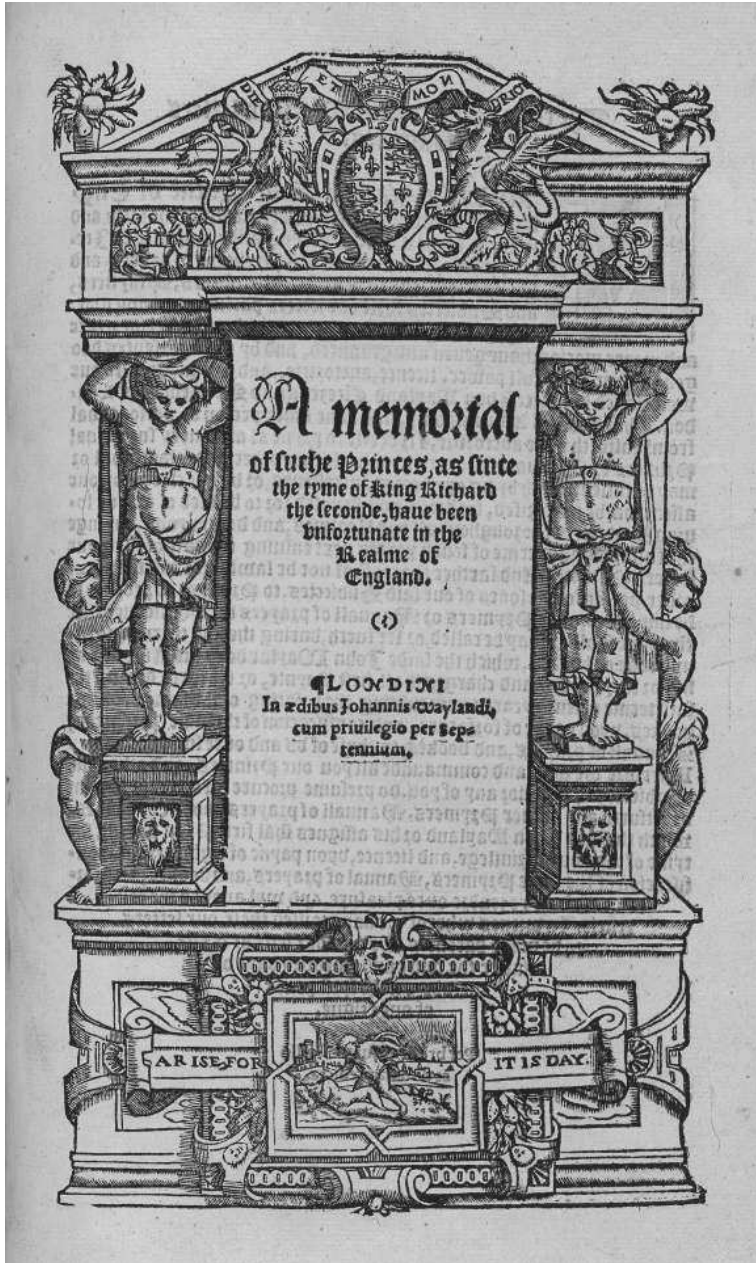 ET MON
A memorial
of suche Princes, as since
the tyme of King Richard
the seconde, haue been
vnfortunate in the
Realme of
England.
¶LONDINI
In ædibus Johannis Waylandi,
cum priuilegio per Sep-
tennium.
ARISE, FOR IT IS DAY.